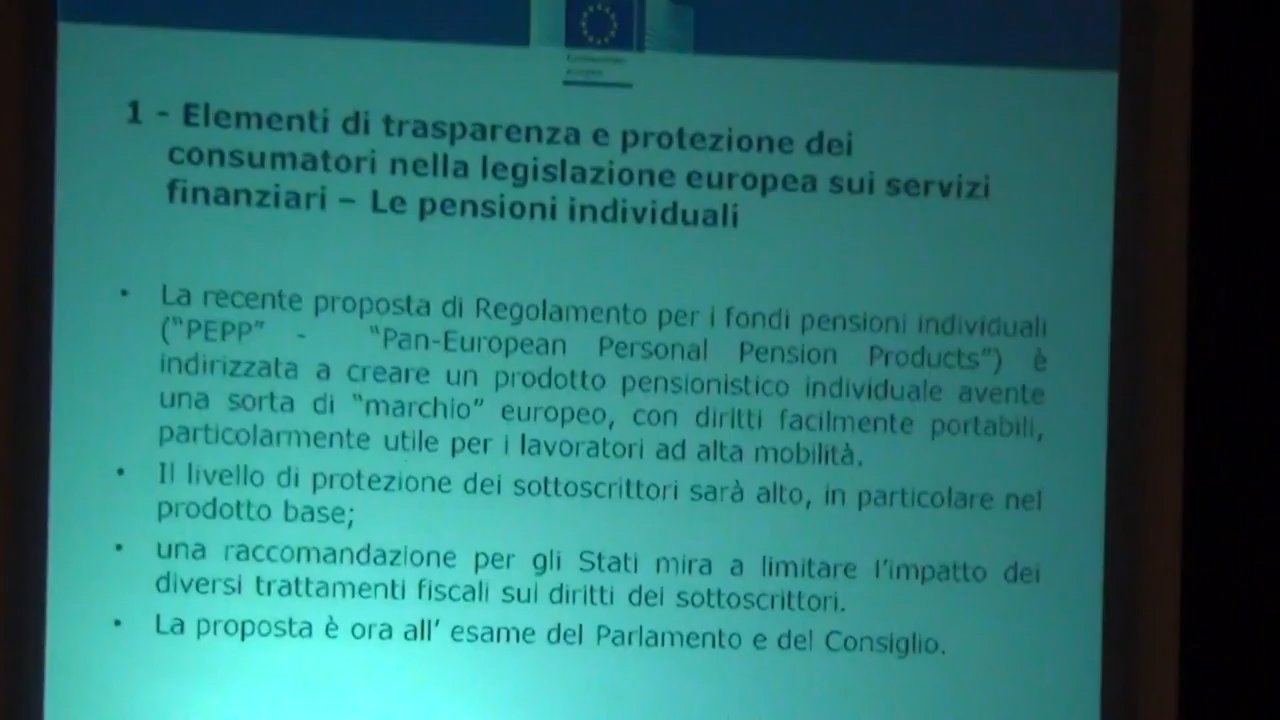 1 - Elementi di trasparenza e protezione dei
consumatori nella legislazione europea sui servizi
finanziari – Le pensioni individuali
• La recente proposta di Regolamento per i fondi pensioni individuali
("PEPP" - "Pan-European Personal Pension Products") è
indirizzata a creare un prodotto pensionistico individuale avente
una sorta di "marchio" europeo, con diritti facilmente portabili,
particolarmente utile per i lavoratori ad alta mobilità.
• Il livello di protezione dei sottoscrittori sarà alto, in particolare nel
prodotto base;
• una raccomandazione per gli Stati mira a limitare l'impatto dei
diversi trattamenti fiscali sui diritti dei sottoscrittori.
• La proposta è ora all' esame del Parlamento e del Consiglio.